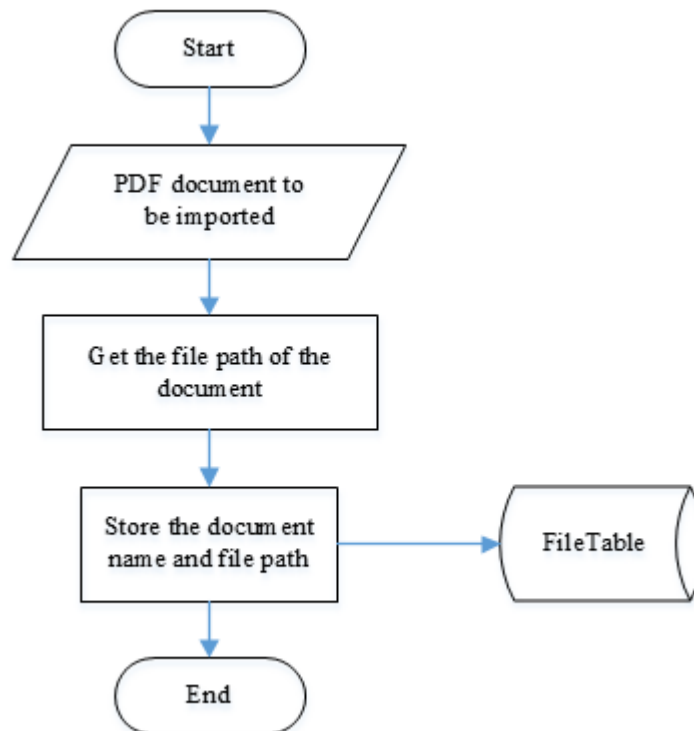 Start
PDF document to
be imported
Get the file path of the
document
Store the document
name and file path
FileTable
End